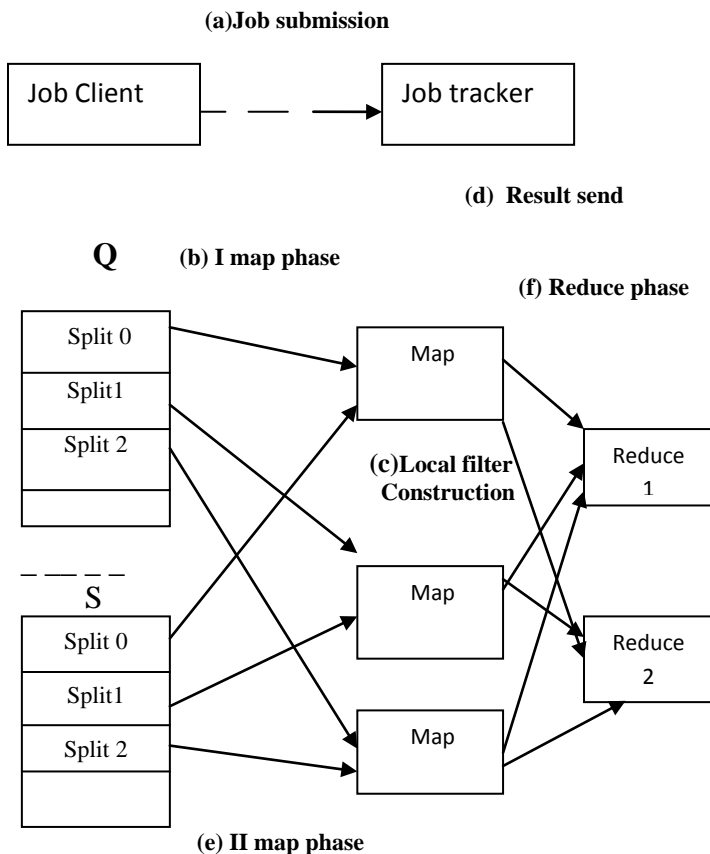 (a)Job submission
Job Client
Job tracker
(d) Result send
Q
(b) I map phase
(f) Reduce phase
Split 0
Split1
Split 2
Map
(c)Local filter
Construction
Reduce
1
Map
S
Split 0
Split1
Split 2
Reduce
2
Map
(e) II map phase